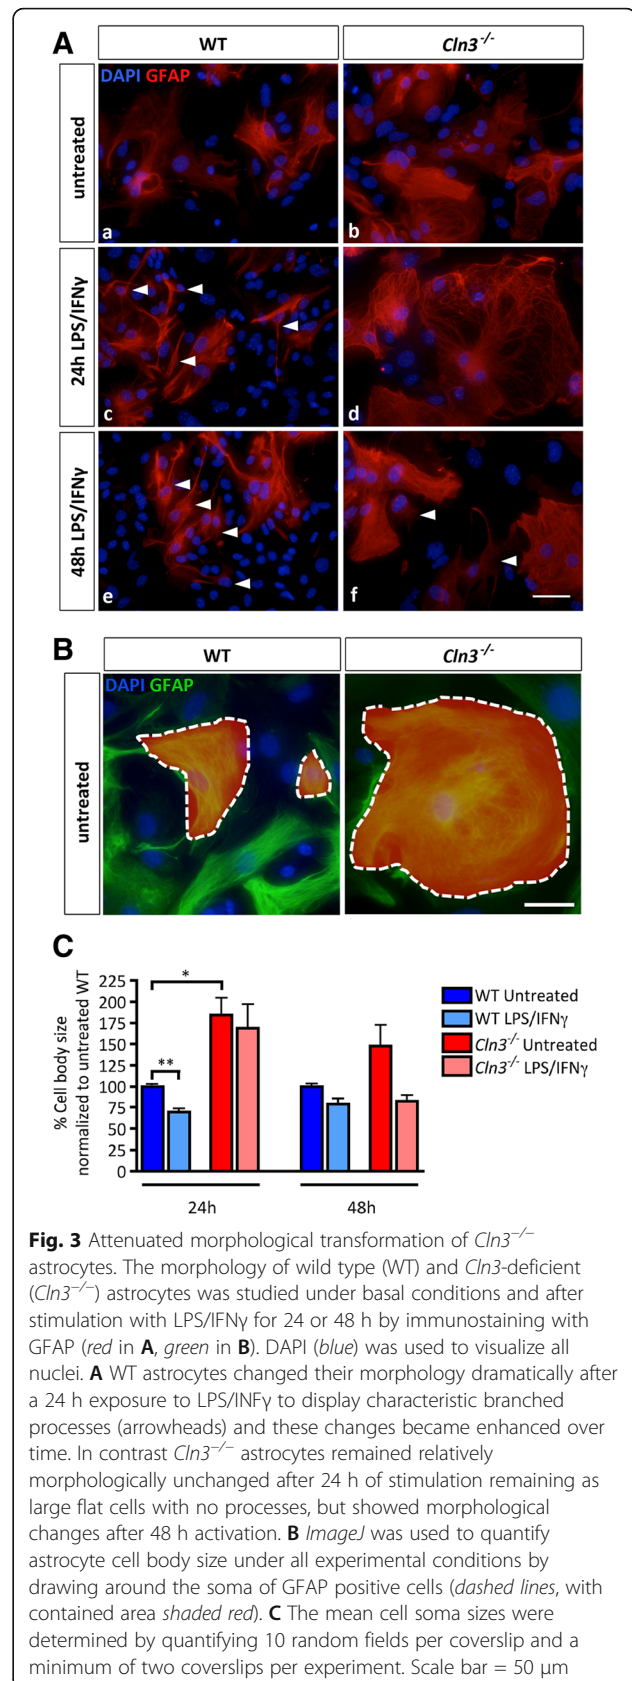 A
WT
Cln3-/-
untreated
DAPI GFAP
a
b
24h LPS/IFNγ
c
d
48h LPS/IFNγ
e
f
B
WT
Cln3-/-
untreated
DAPI GFAP
C
% Cell body size
normalized to untreated WT
225
200
175
150
125
100
75
50
25
0
*
**
24h
48h
WT Untreated
WT LPS/IFNγ
Cln3-/- Untreated
Cln3-/- LPS/IFNγ
Fig. 3 Attenuated morphological transformation of Cln3−/−
astrocytes. The morphology of wild type (WT) and Cln3-deficient
(Cln3−/−) astrocytes was studied under basal conditions and after
stimulation with LPS/IFNγ for 24 or 48 h by immunostaining with
GFAP (red in A, green in B). DAPI (blue) was used to visualize all
nuclei. A WT astrocytes changed their morphology dramatically after
a 24 h exposure to LPS/INFγ to display characteristic branched
processes (arrowheads) and these changes became enhanced over
time. In contrast Cln3−/− astrocytes remained relatively
morphologically unchanged after 24 h of stimulation remaining as
large flat cells with no processes, but showed morphological
changes after 48 h activation. B ImageJ was used to quantify
astrocyte cell body size under all experimental conditions by
drawing around the soma of GFAP positive cells (dashed lines, with
contained area shaded red). C The mean cell soma sizes were
determined by quantifying 10 random fields per coverslip and a
minimum of two coverslips per experiment. Scale bar = 50 μm